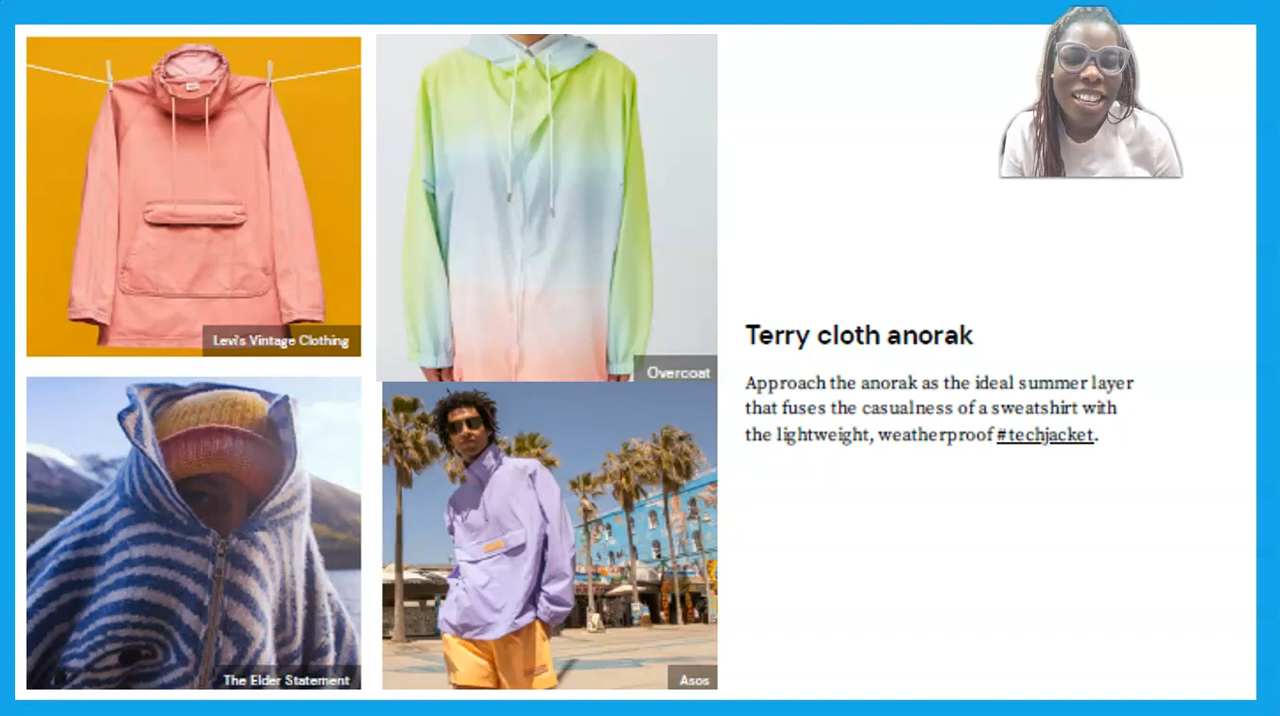 Levi's Vintage Clothing
Overcoat
The Elder Statement
Asos
Terry cloth anorak
Approach the anorak as the ideal summer layer
that fuses the casualness of a sweatshirt with
the lightweight, weatherproof #techjacket.